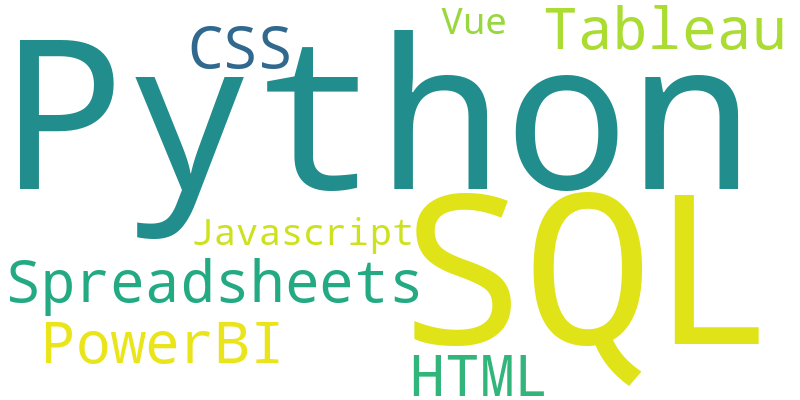 Vue
Tableau
CSS
Python
Javascript
SQL
Spreadsheets
PowerBI
HTML